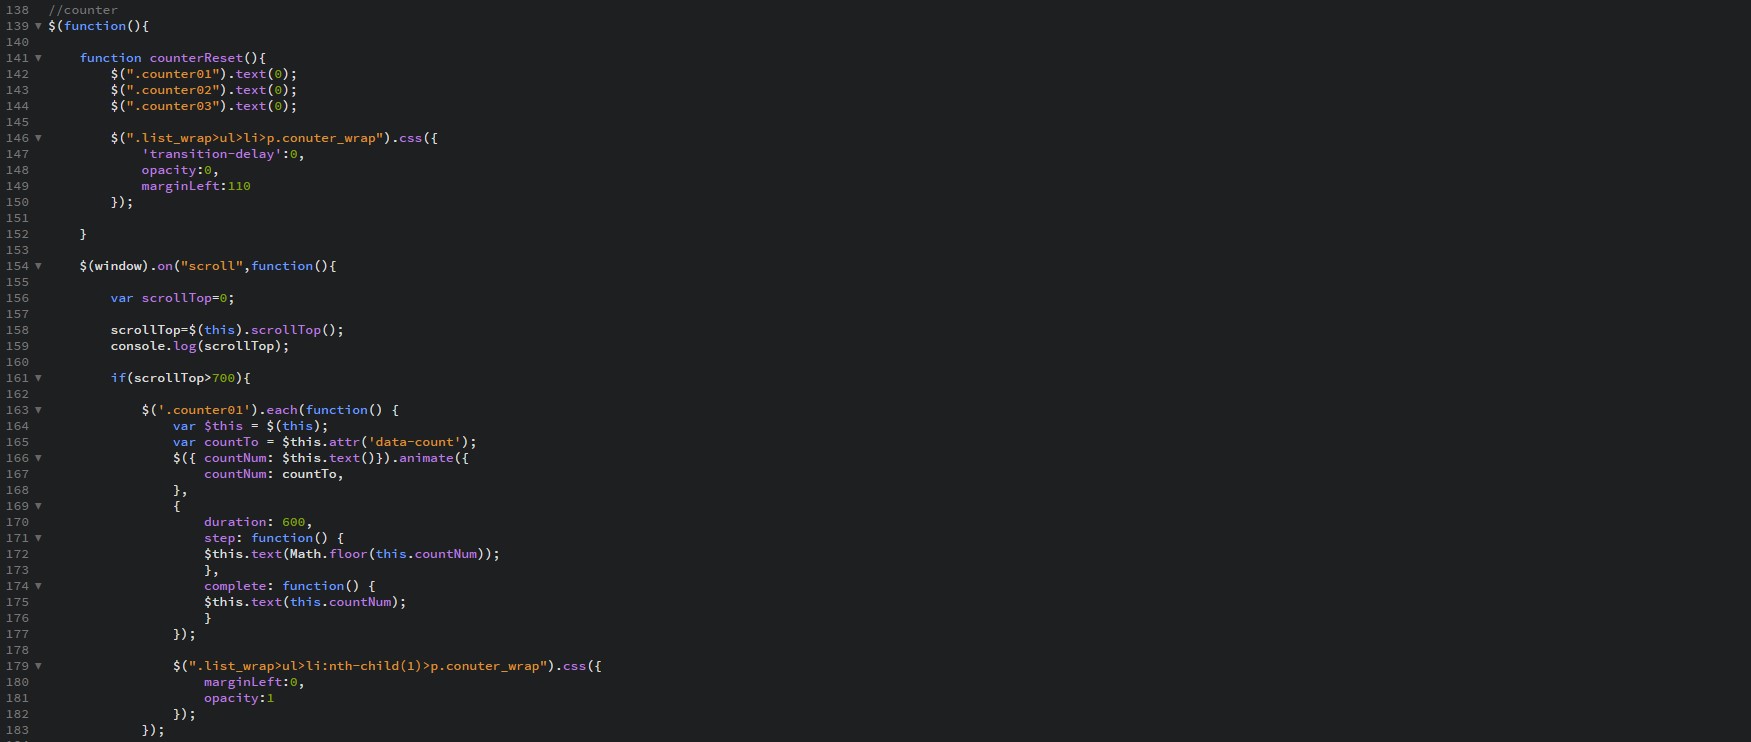 138 //counter
139 ▼ $(function(){
140
141 ▼     function counterReset(){
142         $(".counter01").text(0);
143         $(".counter02").text(0);
144         $(".counter03").text(0);
145
146 ▼         $(".list_wrap>ul>li>p.conuter_wrap").css({
147             'transition-delay':0,
148             opacity:0,
149             marginLeft:110
150         });
151
152     }
153
154 ▼     $(window).on("scroll",function(){
155
156         var scrollTop=0;
157
158         scrollTop=$(this).scrollTop();
159         console.log(scrollTop);
160
161 ▼         if(scrollTop>700){
162
163 ▼             $('.counter01').each(function() {
164                 var $this = $(this);
165                 var countTo = $this.attr('data-count');
166 ▼                 $({ countNum: $this.text()}).animate({
167                     countNum: countTo,
168                 },
169 ▼                 {
170                     duration: 600,
171 ▼                     step: function() {
172                     $this.text(Math.floor(this.countNum));
173                     },
174 ▼                     complete: function() {
175                     $this.text(this.countNum);
176                     }
177                 });
178
179 ▼                 $(".list_wrap>ul>li:nth-child(1)>p.conuter_wrap").css({
180                     marginLeft:0,
181                     opacity:1
182                 });
183             });